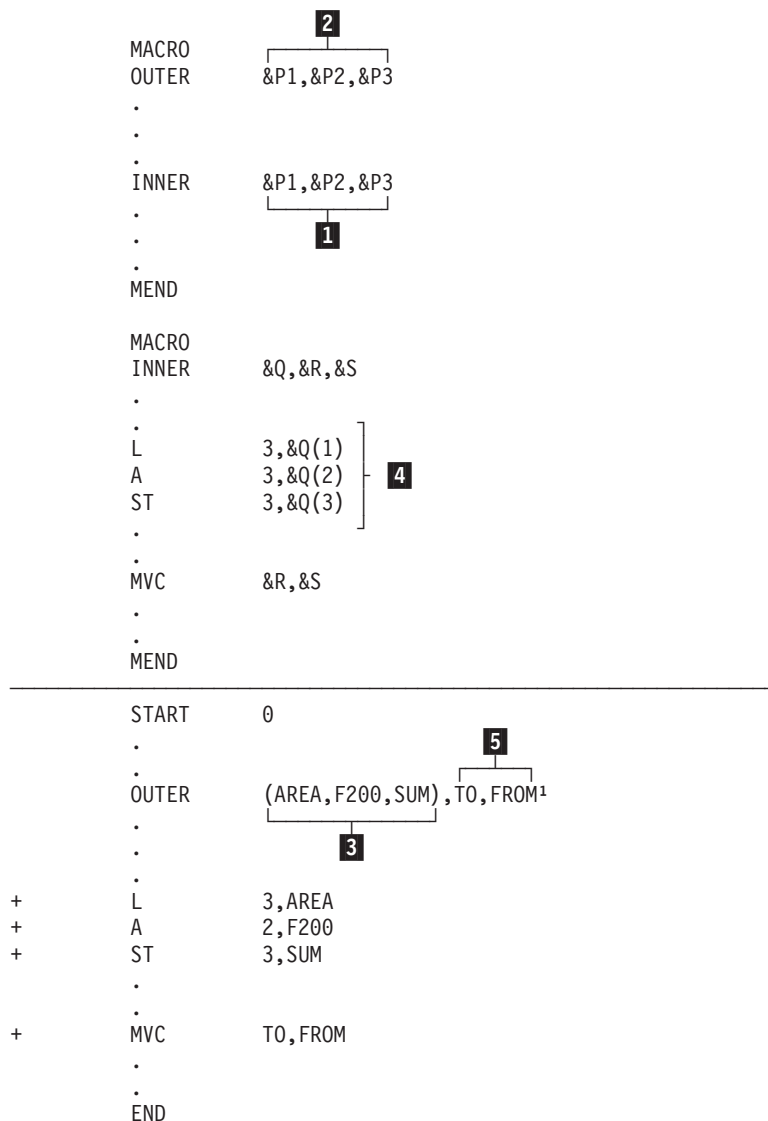 2
MACRO
OUTER &P1,&P2,&P3
.
.
.
INNER &P1,&P2,&P3
.
. 1
.
MEND
MACRO
INNER &Q,&R,&S
.
.
L 3,&Q(1)
A 3,&Q(2) 4
ST 3,&Q(3)
.
.
MVC &R,&S
.
.
MEND
START 0
. 5
.
OUTER (AREA,F200,SUM),TO,FROM¹
.
. 3
.
+ L 3,AREA
+ A 2,F200
+ ST 3,SUM
.
.
+ MVC TO,FROM
.
.
END